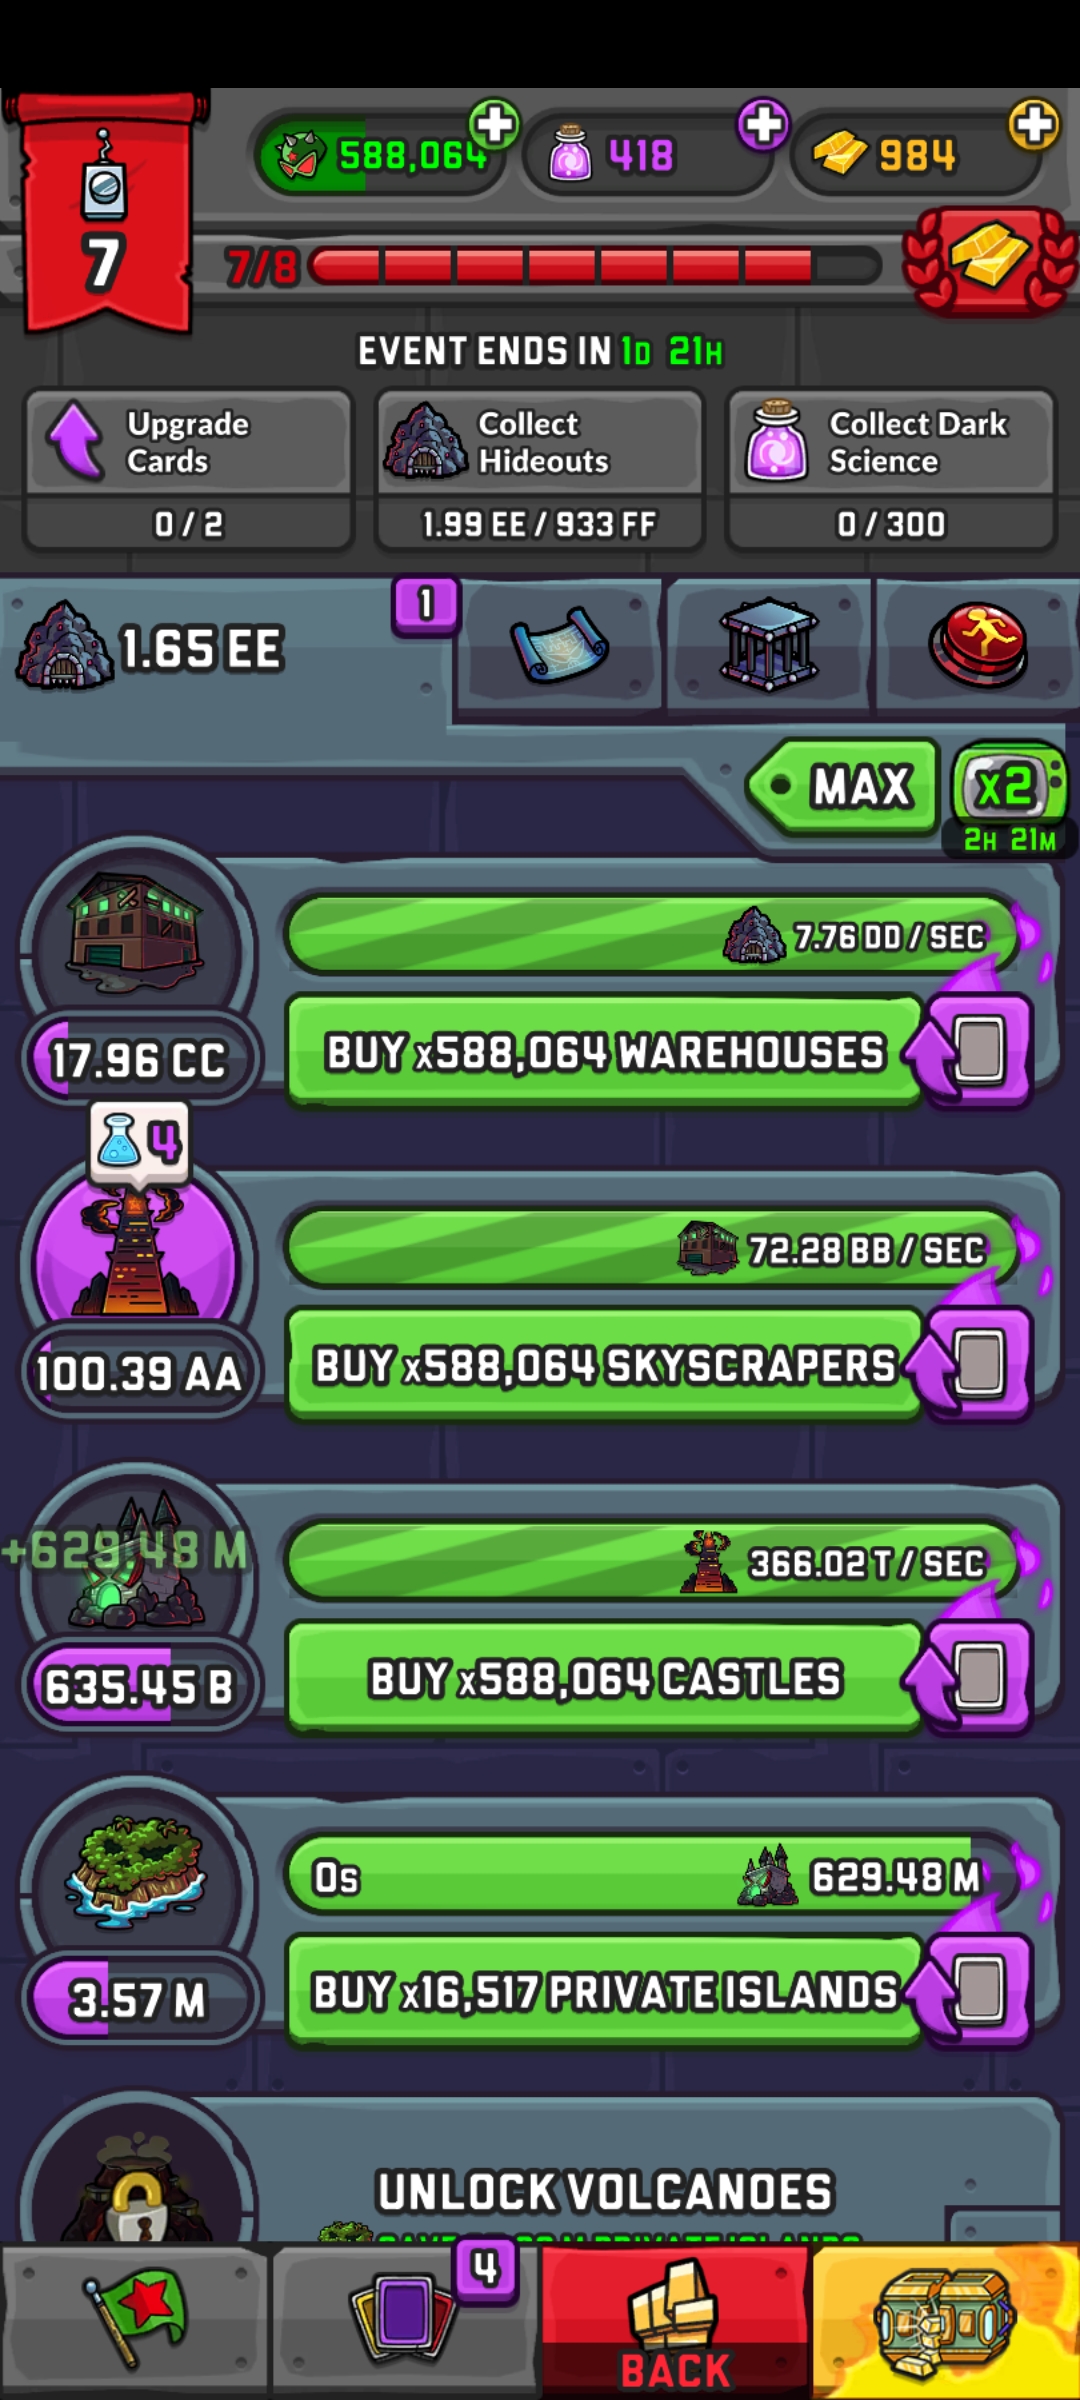 588,064
418
984
7
7/8
EVENT ENDS IN 1D 21H
Upgrade Cards
0 / 2
Collect Hideouts
1.99 EE / 933 FF
Collect Dark Science
0 / 300
1.65 EE
1
MAX
x2
2H 21M
7.76 DD / SEC
17.96 CC
BUY x588,064 WAREHOUSES
4
72.28 BB / SEC
100.39 AA
BUY x588,064 SKYSCRAPERS
+629.48 M
366.02 T / SEC
635.45 B
BUY x588,064 CASTLES
0s
629.48 M
3.57 M
BUY x16,517 PRIVATE ISLANDS
UNLOCK VOLCANOES
4
BACK